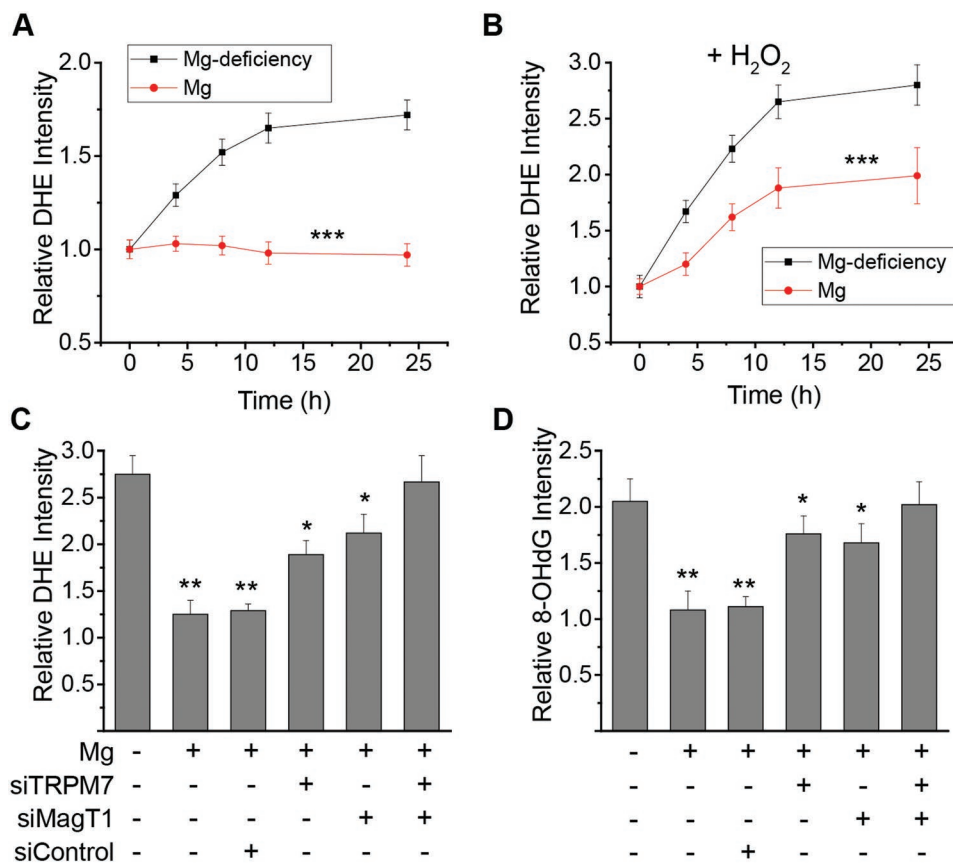 A
Mg-deficiency
Mg
Relative DHE Intensity
2.0
1.5
1.0
0.5
***
0 5 10 15 20 25
Time (h)
B
+ H₂O₂
Relative DHE Intensity
3.0
2.5
2.0
1.5
1.0
0.5
***
Mg-deficiency
Mg
0 5 10 15 20 25
Time (h)
C
Relative DHE Intensity
3.0
2.5
2.0
1.5
1.0
0.5
** ** * *
Mg - + + + + +
siTRPM7 - - - + - +
siMagT1 - - - - + +
siControl - - + - - -
D
Relative 8-OHdG Intensity
2.5
2.0
1.5
1.0
0.5
** ** * *
- + + + + +
- - - + - +
- - - - + +
- - + - - -